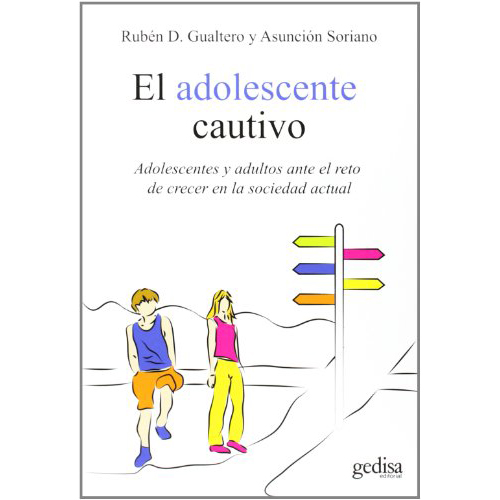 Rubén D. Gualtero y Asunción Soriano
El adolescente
cautivo
Adolescentes y adultos ante el reto
de crecer en la sociedad actual
gedisa
editorial